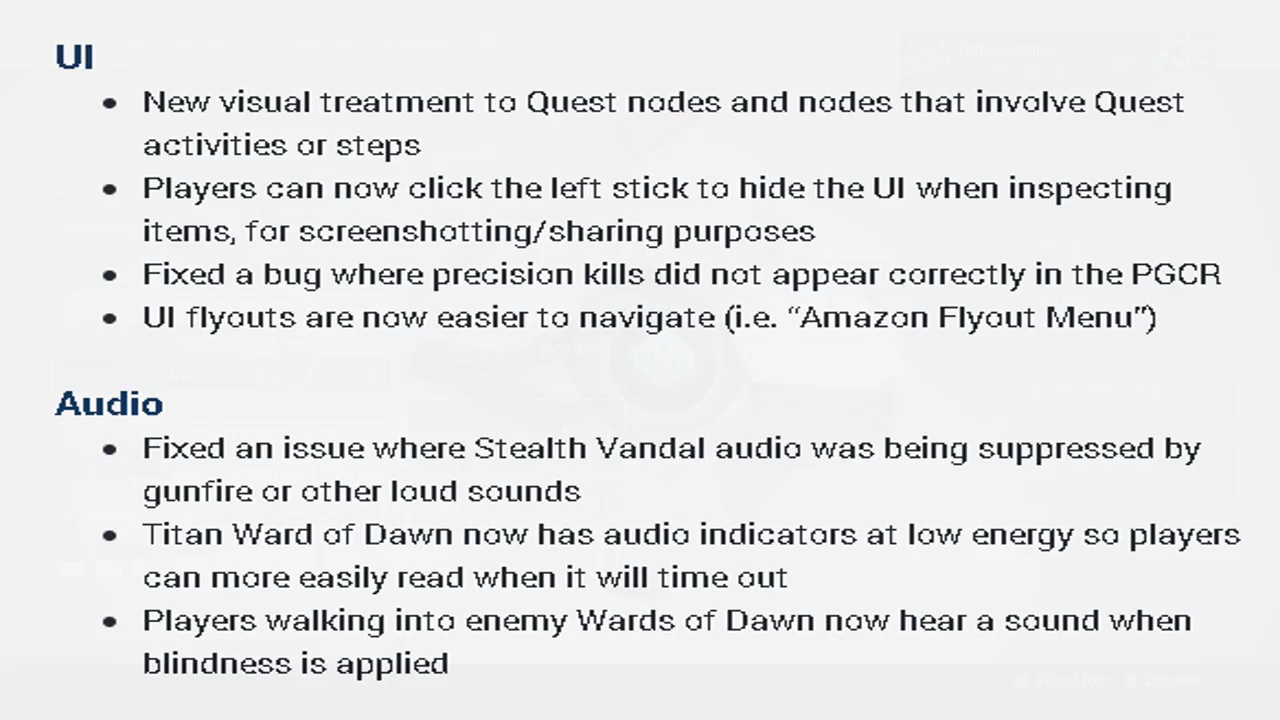 UI
• New visual treatment to Quest nodes and nodes that involve Quest
activities or steps
• Players can now click the left stick to hide the UI when inspecting
items, for screenshotting/sharing purposes
• Fixed a bug where precision kills did not appear correctly in the PGCR
• UI flyouts are now easier to navigate (i.e. “Amazon Flyout Menu”)
Audio
• Fixed an issue where Stealth Vandal audio was being suppressed by
gunfire or other loud sounds
• Titan Ward of Dawn now has audio indicators at low energy so players
can more easily read when it will time out
• Players walking into enemy Wards of Dawn now hear a sound when
blindness is applied